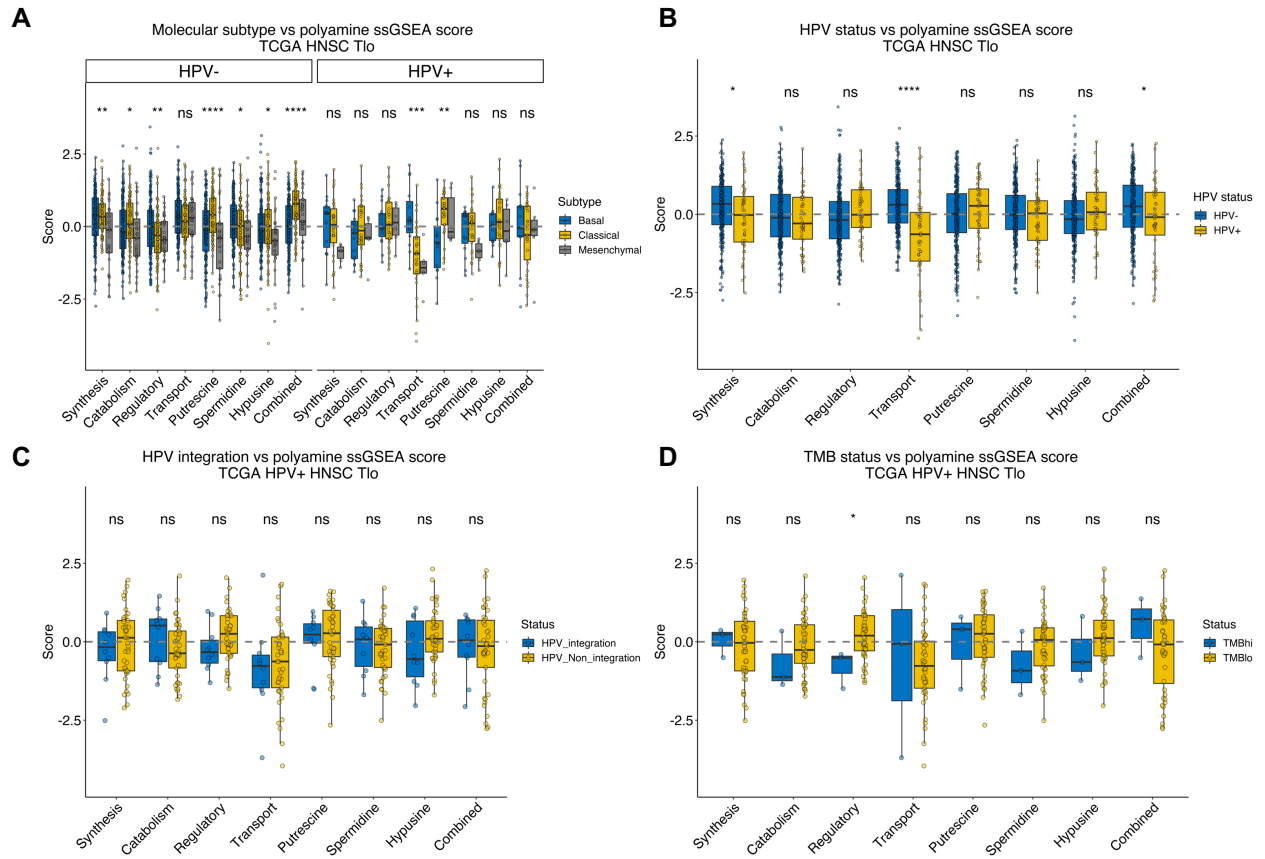 A
Molecular subtype vs polyamine ssGSEA score
TCGA HNSC Tlo
HPV-
HPV+
** * ** ns **** * * ****
ns ns ns *** ** ns ns ns
2.5
0.0
-2.5
Score
Synthesis
Catabolism
Regulatory
Transport
Putrescine
Spermidine
Hypusine
Combined
Synthesis
Catabolism
Regulatory
Transport
Putrescine
Spermidine
Hypusine
Combined
Subtype
Basal
Classical
Mesenchymal
B
HPV status vs polyamine ssGSEA score
TCGA HNSC Tlo
* ns ns **** ns ns ns *
2.5
0.0
-2.5
Score
Synthesis
Catabolism
Regulatory
Transport
Putrescine
Spermidine
Hypusine
Combined
HPV status
HPV-
HPV+
C
HPV integration vs polyamine ssGSEA score
TCGA HPV+ HNSC Tlo
ns ns ns ns ns ns ns ns
2.5
0.0
-2.5
Score
Synthesis
Catabolism
Regulatory
Transport
Putrescine
Spermidine
Hypusine
Combined
Status
HPV_integration
HPV_Non_integration
D
TMB status vs polyamine ssGSEA score
TCGA HPV+ HNSC Tlo
ns ns * ns ns ns ns ns
2.5
0.0
-2.5
Score
Synthesis
Catabolism
Regulatory
Transport
Putrescine
Spermidine
Hypusine
Combined
Status
TMBhi
TMBlo